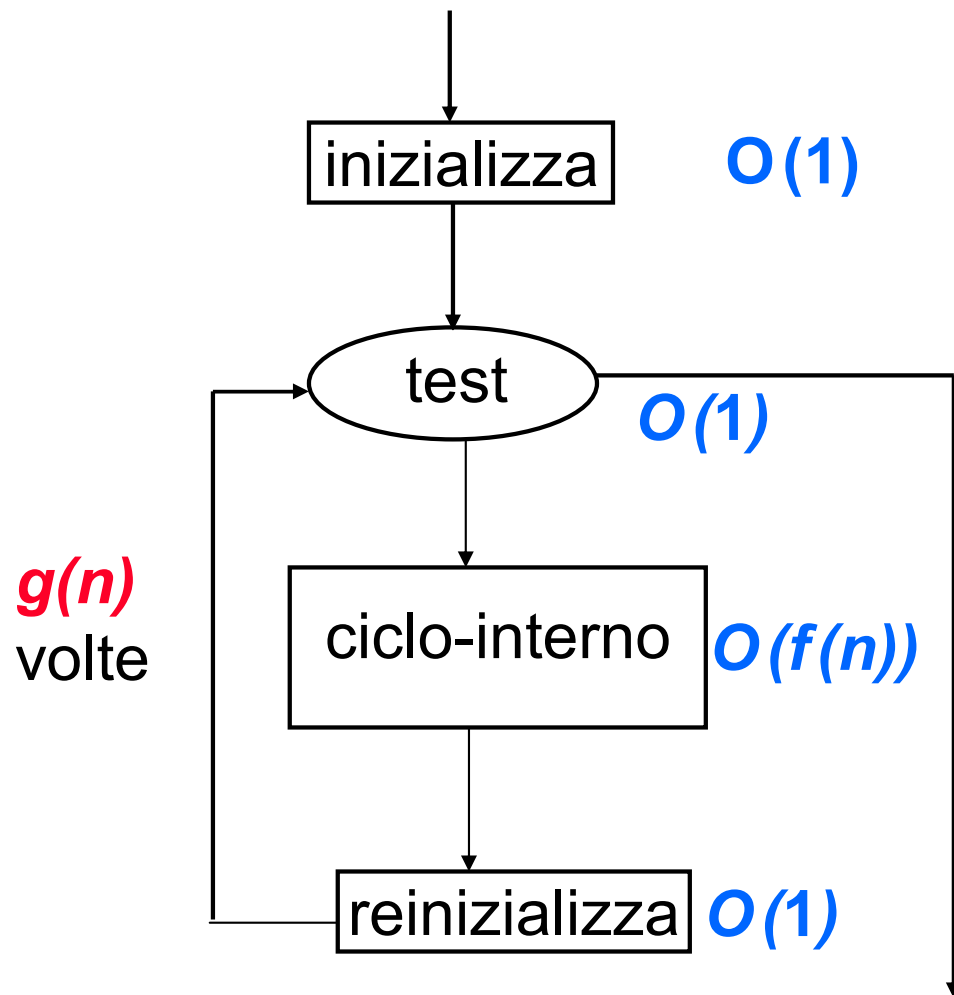 inizializza
O(1)
test
O(1)
g(n)
volte
ciclo-interno
O(f(n))
reinizializza
O(1)